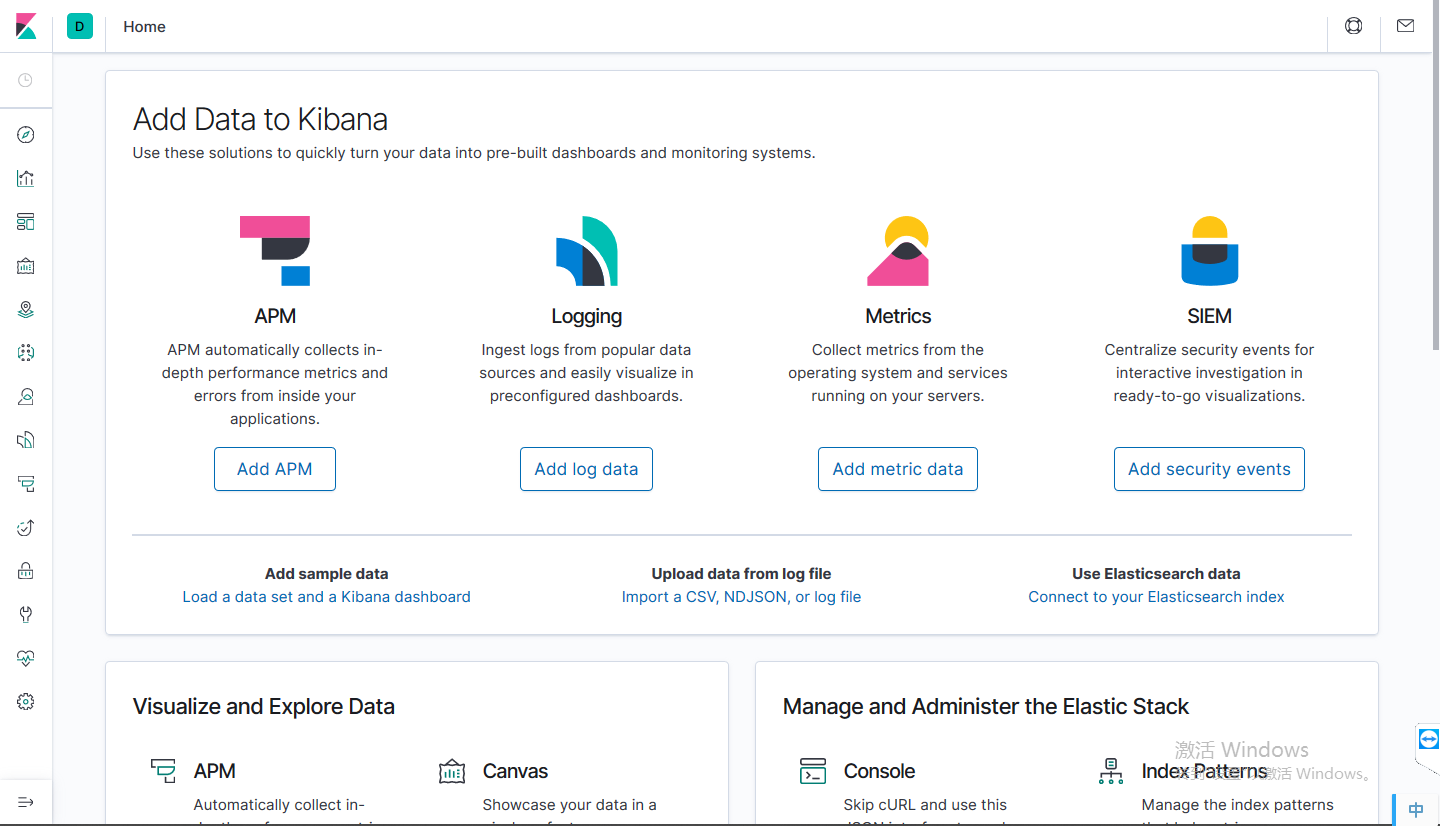 D
Home
Add Data to Kibana
Use these solutions to quickly turn your data into pre-built dashboards and monitoring systems.
APM
APM automatically collects in-
depth performance metrics and
errors from inside your
applications.
Add APM
Logging
Ingest logs from popular data
sources and easily visualize in
preconfigured dashboards.
Add log data
Metrics
Collect metrics from the
operating system and services
running on your servers.
Add metric data
SIEM
Centralize security events for
interactive investigation in
ready-to-go visualizations.
Add security events
Add sample data
Load a data set and a Kibana dashboard
Upload data from log file
Import a CSV, NDJSON, or log file
Use Elasticsearch data
Connect to your Elasticsearch index
Visualize and Explore Data
APM
Automatically collect in-
Canvas
Showcase your data in a
Manage and Administer the Elastic Stack
Console
Skip cURL and use this
Index Patterns
Manage the index patterns
激活 Windows
激活 Windows。
中